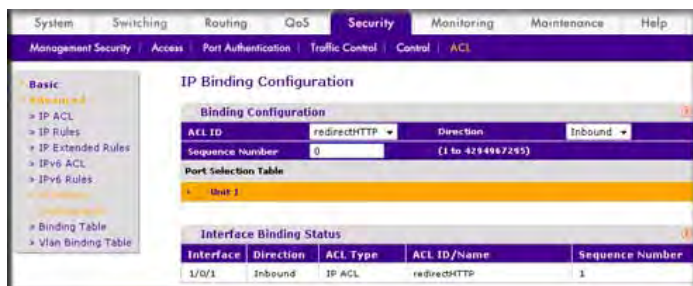 System Switching Routing QoS Security Monitoring Maintenance Help
Management Security Access Port Authentication Traffic Control Control ACL
Basic
Advanced
» IP ACL
» IP Rules
» IP Extended Rules
» IPv6 ACL
» IPv6 Rules
» Binding Table
» Vlan Binding Table
IP Binding Configuration
Binding Configuration
ACL ID redirectHTTP Direction Inbound
Sequence Number 0 (1 to 4294967295)
Port Selection Table
Unit 1
Interface Binding Status
Interface Direction ACL Type ACL ID/Name Sequence Number
1/0/1 Inbound IP ACL redirectHTTP 1